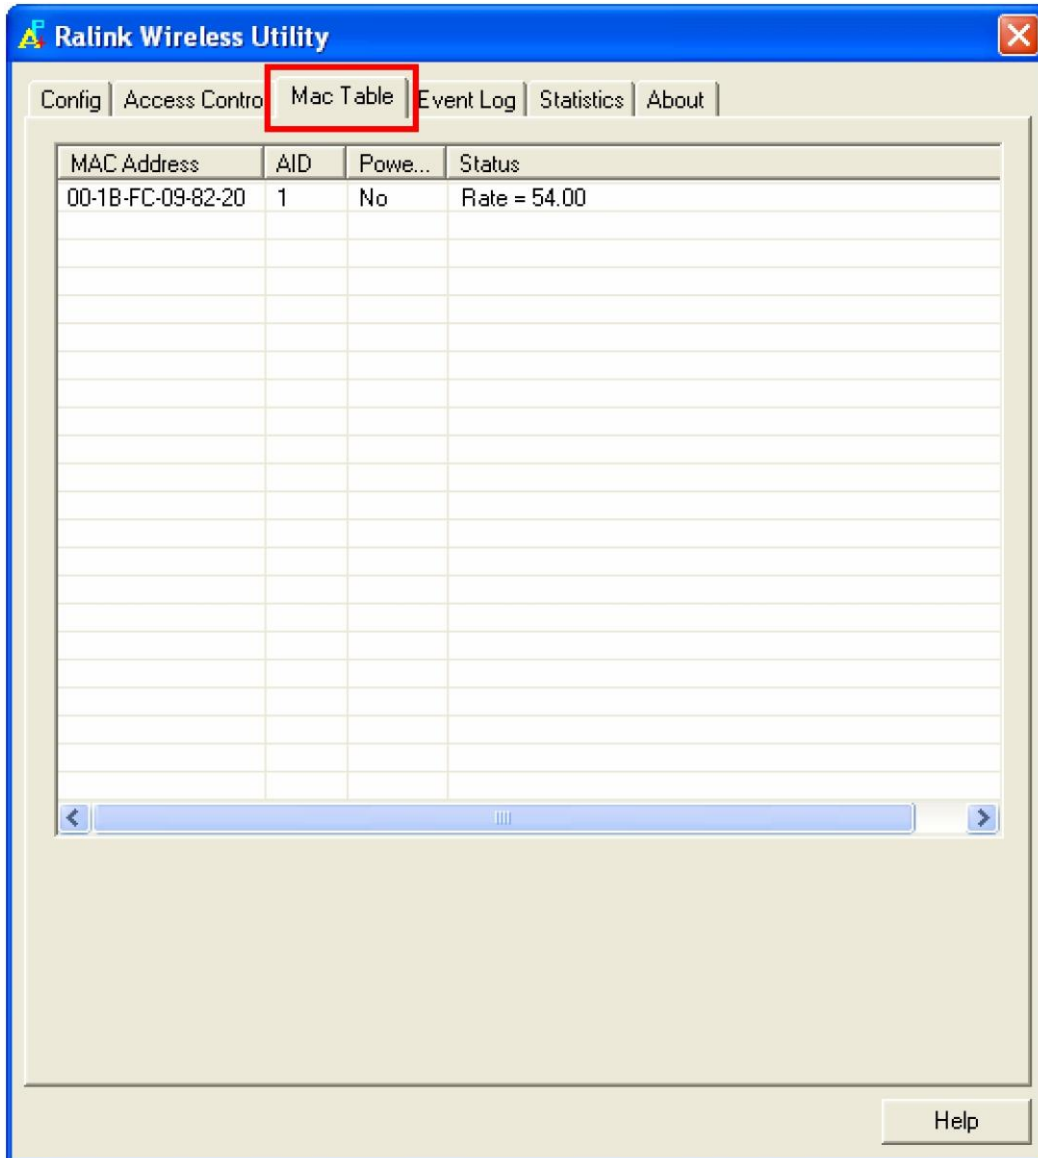 Ralink Wireless Utility
Config Access Contro Mac Table Event Log Statistics About
MAC Address AID Powe... Status
00-1B-FC-09-82-20 1 No Rate = 54.00
Help